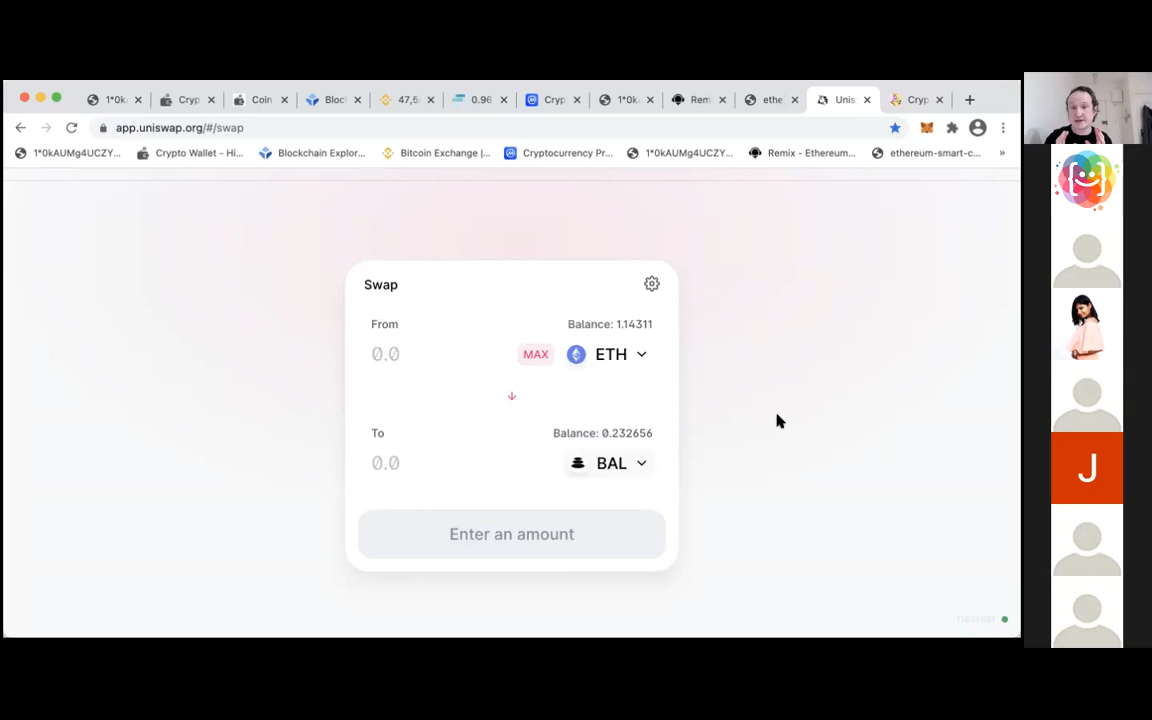 1*0k. Cryp Coin Bloc 47,5 0.96 Cryp 1*0k. Rem ethe Unis Cryp
app.uniswap.org/#/swap
1*0kAUMg4UCZY... Crypto Wallet - Hi... Blockchain Explor... Bitcoin Exchange |... Cryptocurrency Pr... 1*0kAUMg4UCZY... Remix - Ethereum... ethereum-smart-c... »
Swap
From Balance: 1.14311
0.0 MAX ETH
To Balance: 0.232656
0.0 BAL
Enter an amount
J